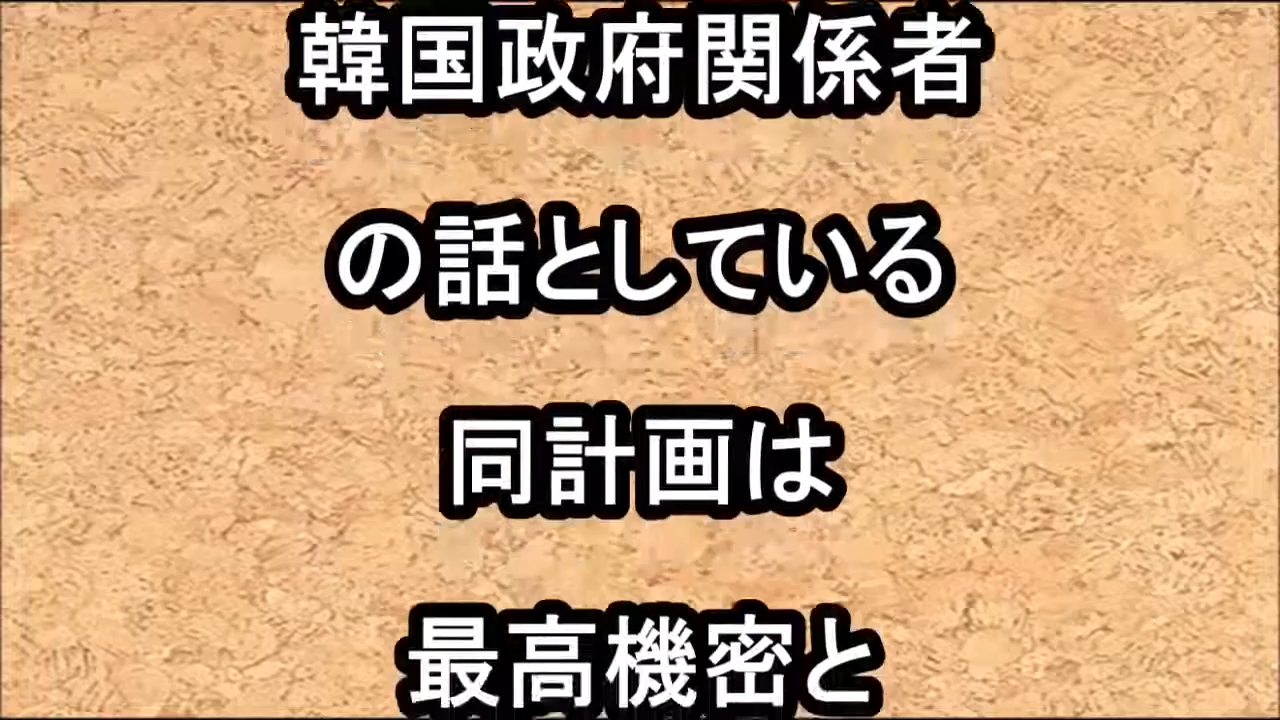 韓国政府関係者
の話としている
同計画は
最高機密と